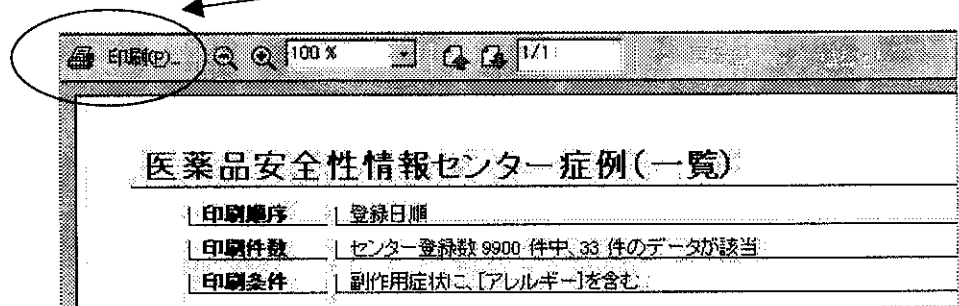 印刷(P)... 100 % 1/1
医薬品安全性情報センター症例(一覧)
印刷順序 登録日順
印刷件数 センター登録数 9900 件中、33 件のデータが該当
印刷条件 副作用症状に、[アレルギー]を含む